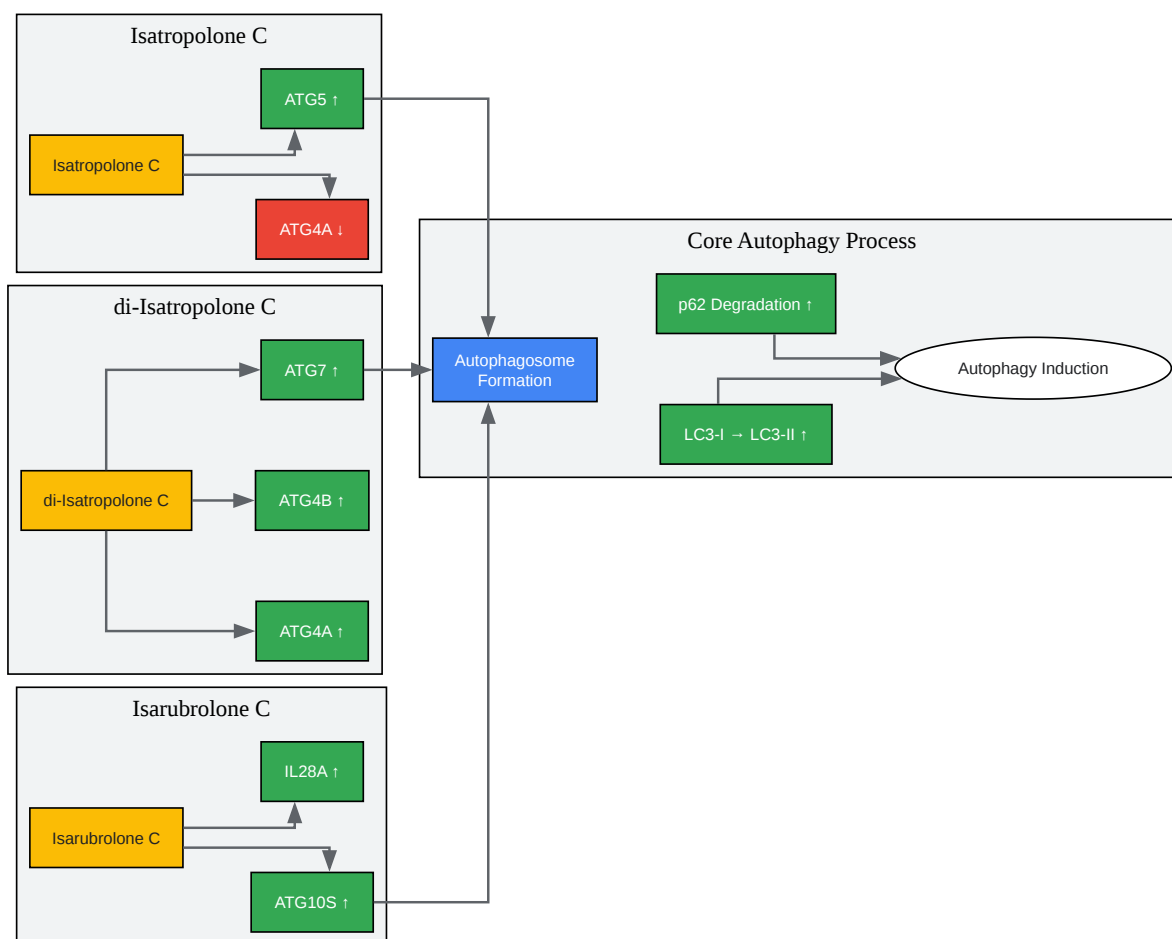 Isatropolone C
ATG5 ↑
Isatropolone C
ATG4A ↓
di-Isatropolone C
ATG7 ↑
di-Isatropolone C
ATG4B ↑
ATG4A ↑
Isarubrolone C
IL28A ↑
Isarubrolone C
ATG10S ↑
Core Autophagy Process
p62 Degradation ↑
Autophagosome
Formation
Autophagy Induction
LC3-I → LC3-II ↑